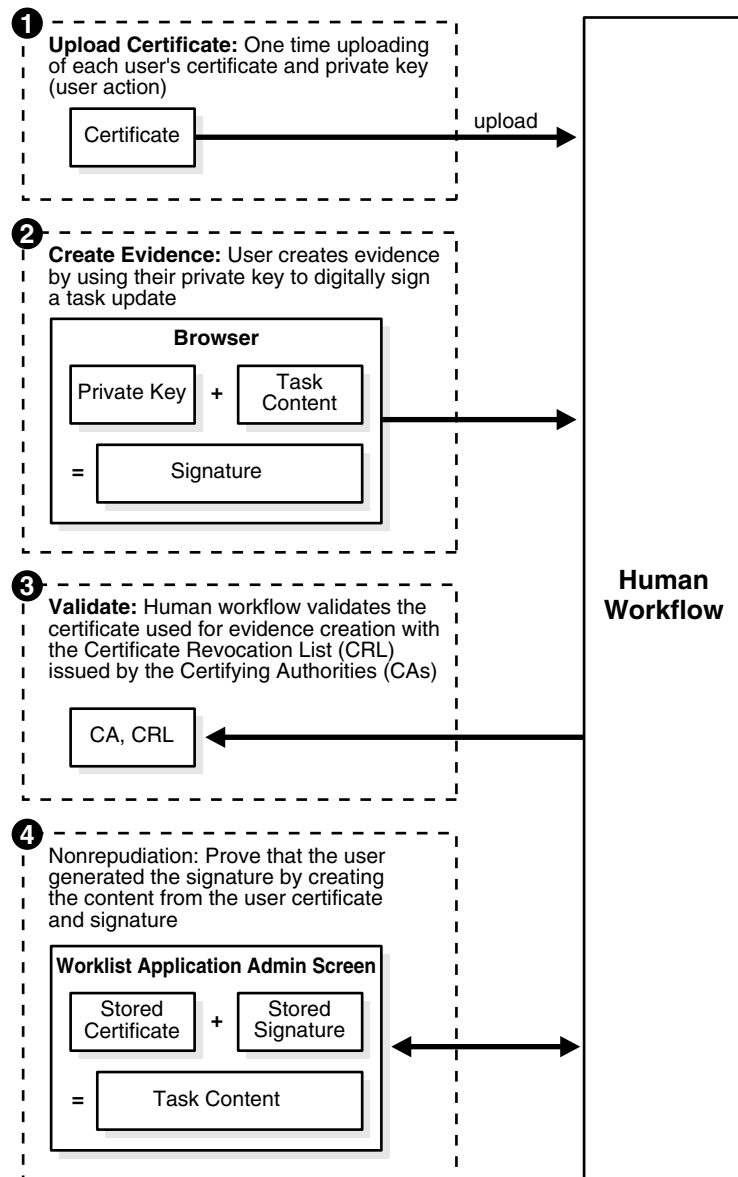 1
Upload Certificate: One time uploading
of each user's certificate and private key
(user action)
Certificate
upload
2
Create Evidence: User creates evidence
by using their private key to digitally sign
a task update
Browser
Private Key
+
Task
Content
=
Signature
3
Validate: Human workflow validates the
certificate used for evidence creation with
the Certificate Revocation List (CRL)
issued by the Certifying Authorities (CAs)
CA, CRL
Human
Workflow
4
Nonrepudiation: Prove that the user
generated the signature by creating
the content from the user certificate
and signature
Worklist Application Admin Screen
Stored
Certificate
+
Stored
Signature
=
Task Content